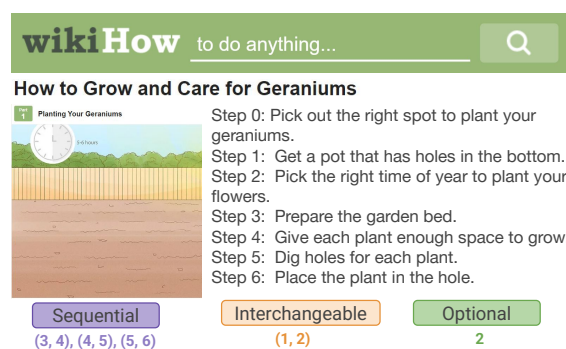 wikiHow to do anything...
How to Grow and Care for Geraniums
Part
1
Planting Your Geraniums
Step 0: Pick out the right spot to plant your
geraniums.
Step 1: Get a pot that has holes in the bottom.
Step 2: Pick the right time of year to plant your
flowers.
Step 3: Prepare the garden bed.
Step 4: Give each plant enough space to grow
Step 5: Dig holes for each plant.
Step 6: Place the plant in the hole.
Sequential
Interchangeable
Optional
(3, 4), (4, 5), (5, 6)
(1, 2)
2